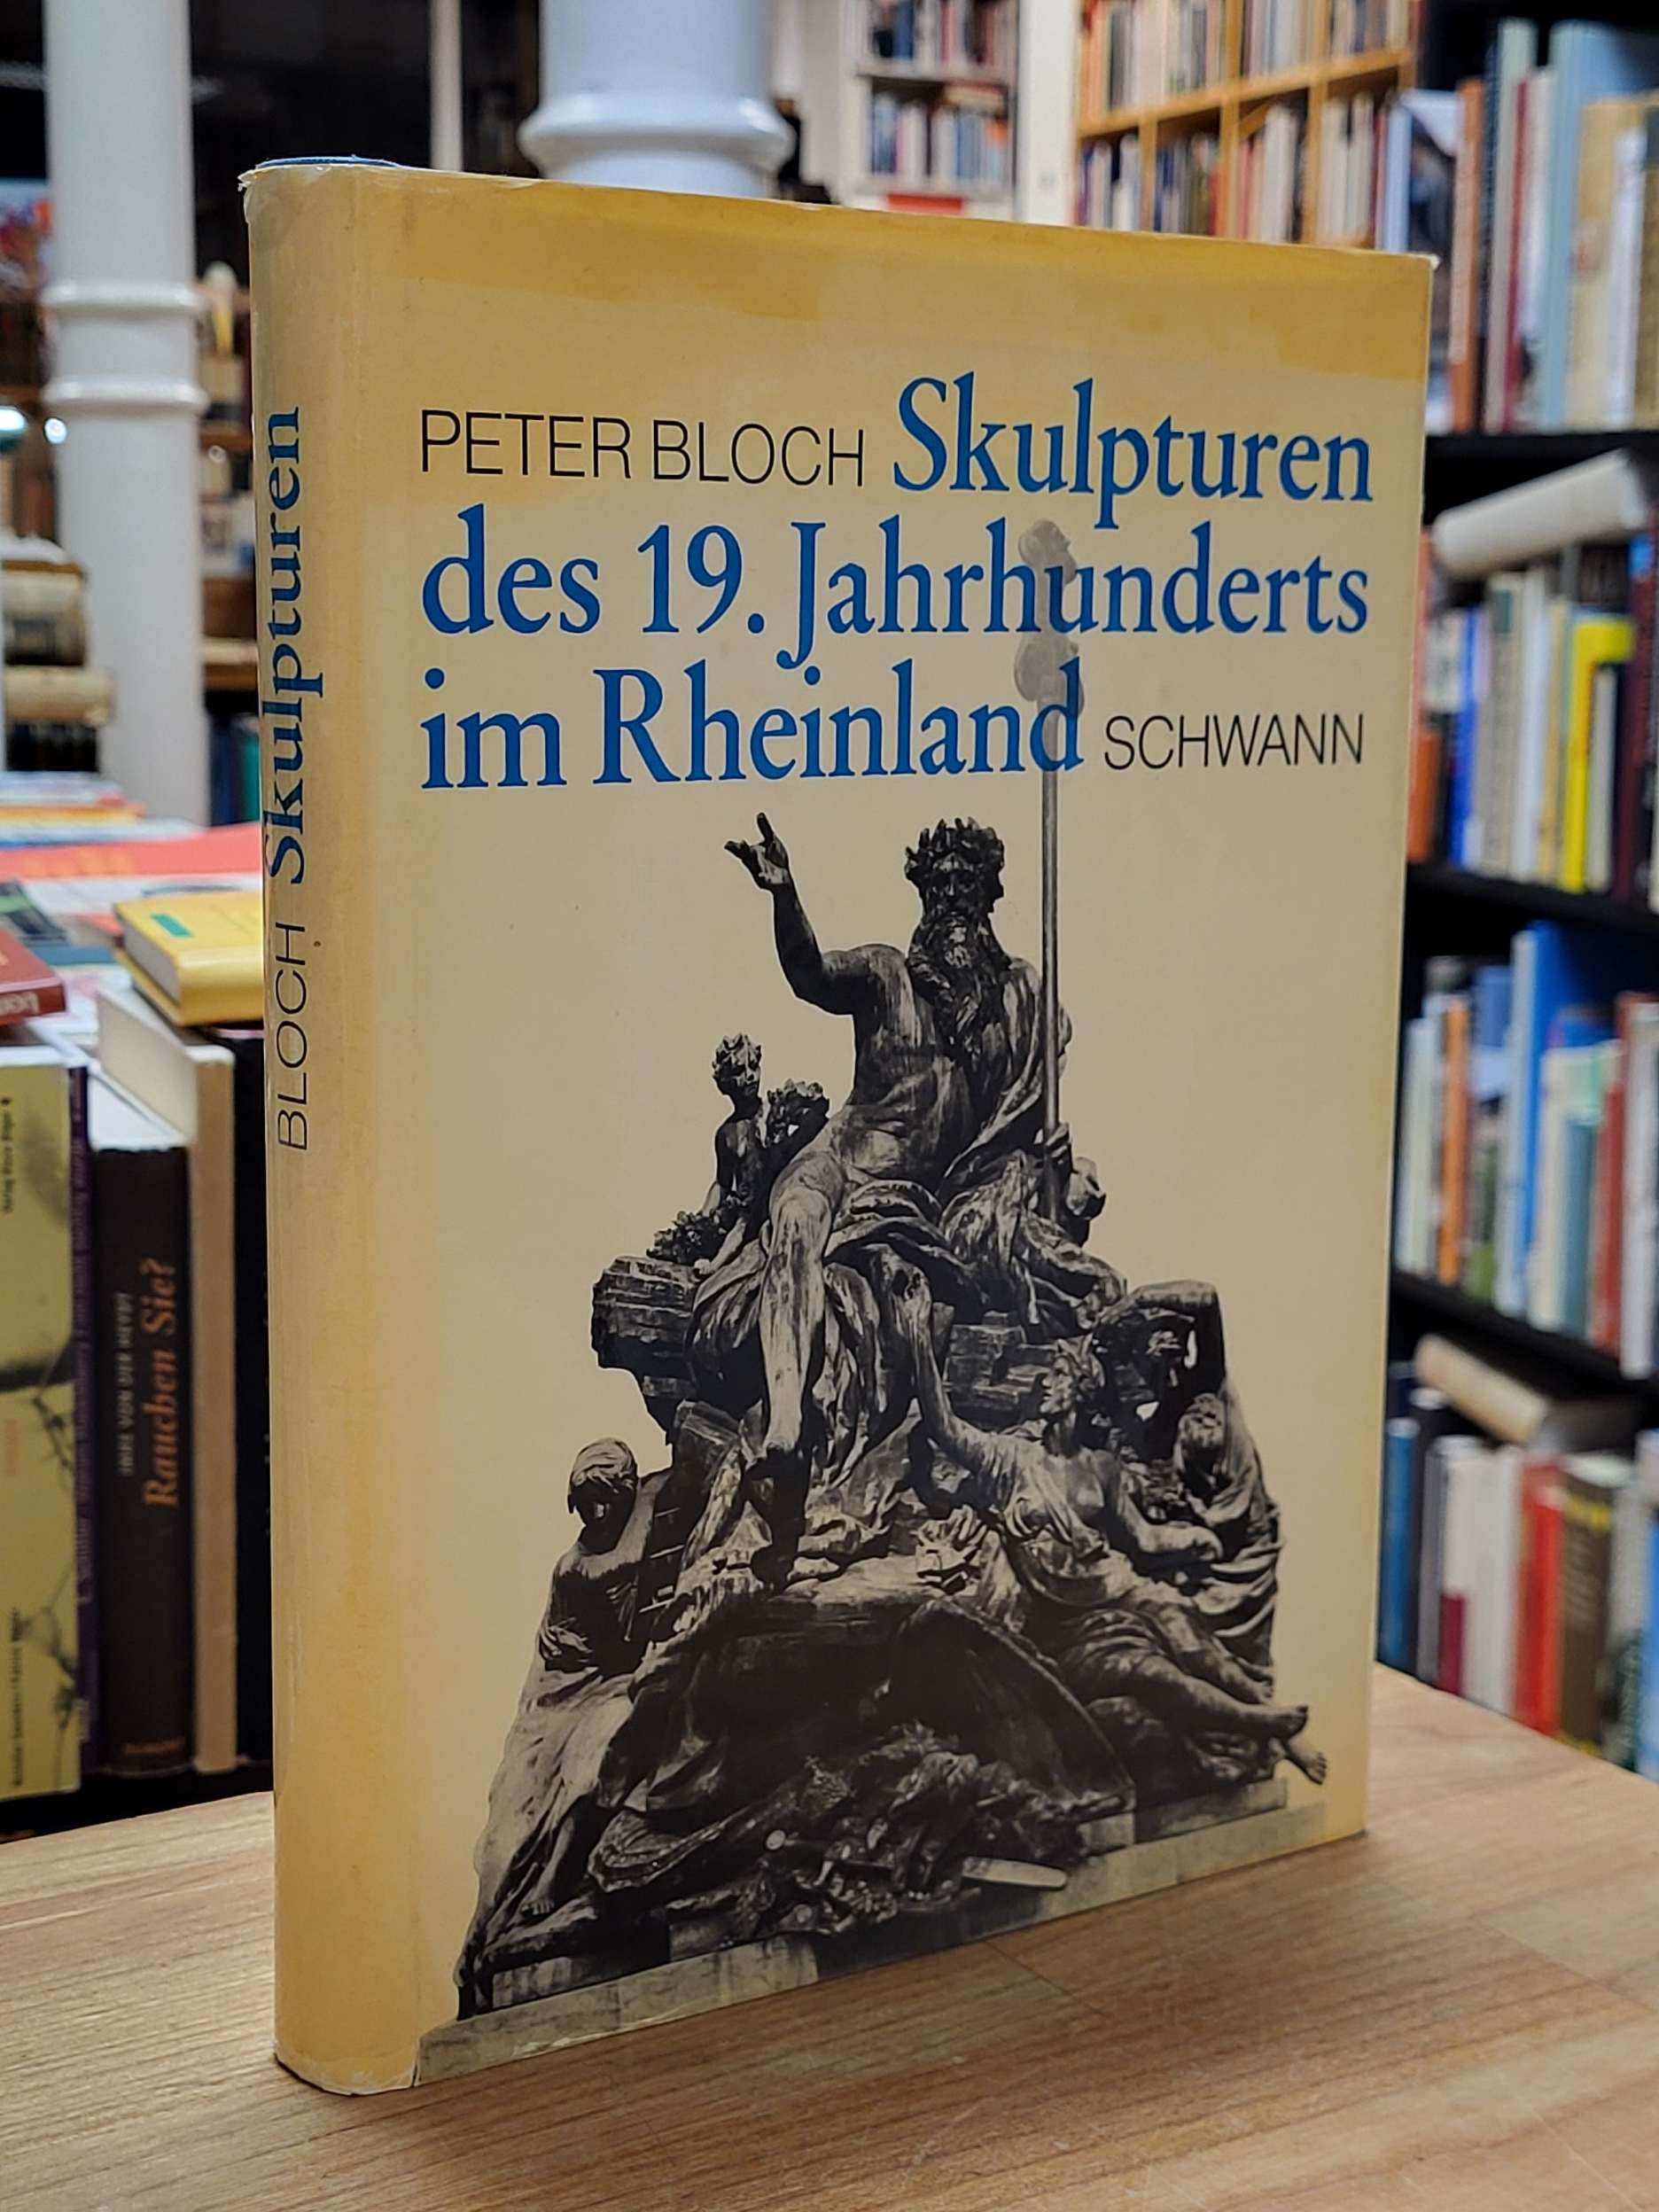 PETER BLOCH Skulpturen
des 19. Jahrhunderts
im Rheinland SCHWANN
BLOCH Skulpturen
Rauchen Sie?